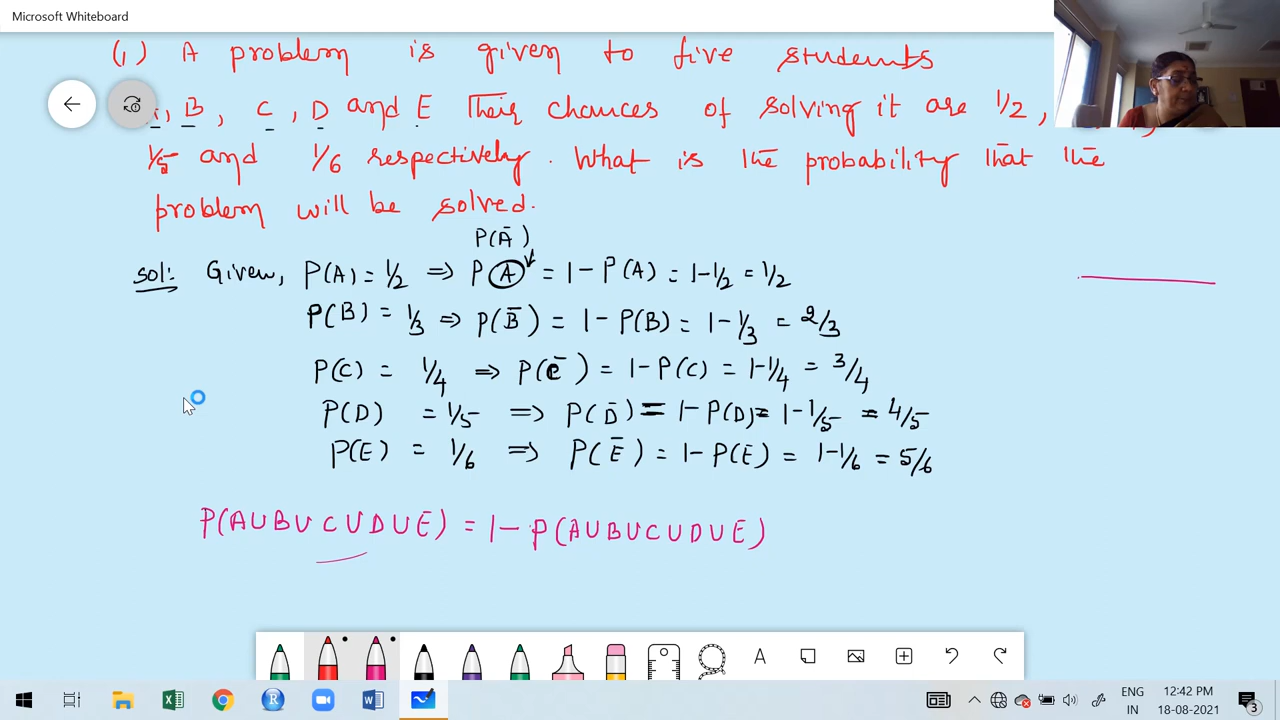 Microsoft Whiteboard
(1) A problem is given to five students
B, C, D and E Their chances of solving it are 1/2,
1/5 and 1/6 respectively. What is the probability that the
problem will be solved.
P(Ā)
Sol: Given, P(A) = 1/2 ⇒ P(A) = 1 - P(A) = 1 - 1/2 = 1/2
P(B) = 1/3 ⇒ P(B̄) = 1 - P(B) = 1 - 1/3 = 2/3
P(C) = 1/4 ⇒ P(C̄) = 1 - P(C) = 1 - 1/4 = 3/4
P(D) = 1/5 ⇒ P(D̄) = 1 - P(D) = 1 - 1/5 = 4/5
P(E) = 1/6 ⇒ P(Ē) = 1 - P(E) = 1 - 1/6 = 5/6
P(AUBUCUDUE) = 1 - P(AUBUCUDUE)
A
ENG 12:42 PM
IN 18-08-2021 3